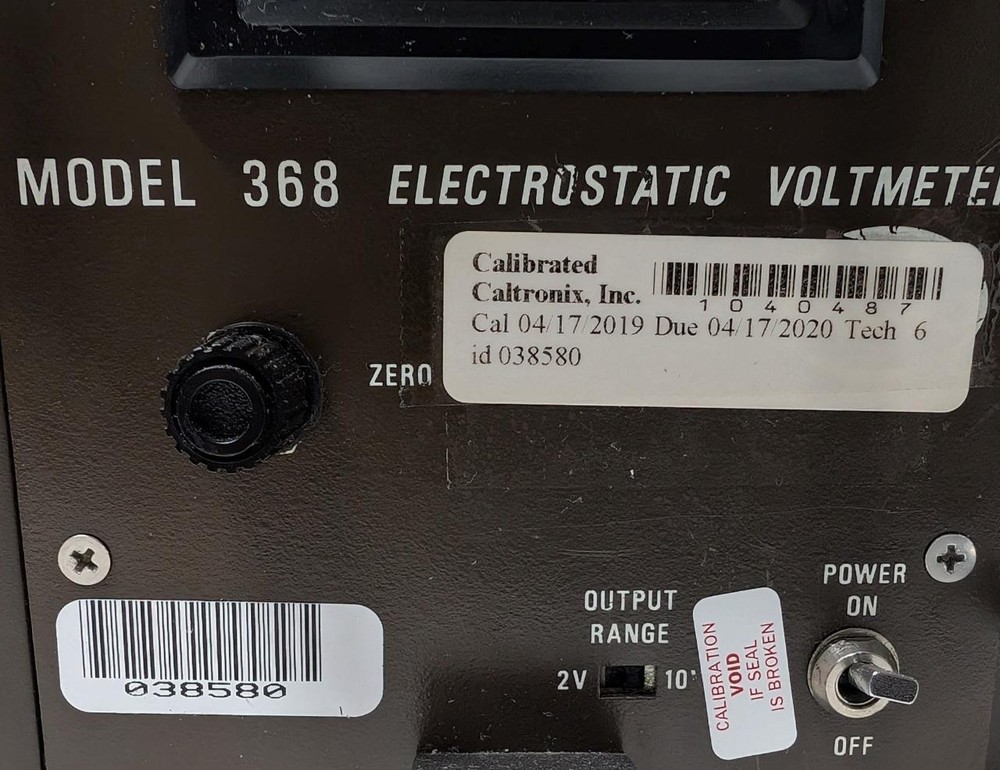 MODEL 368 ELECTROSTATIC VOLTMETE
Calibrated
Caltronix, Inc.
1040487
Cal 04/17/2019 Due 04/17/2020 Tech 6
id 038580
ZERO
POWER
ON
OFF
OUTPUT
RANGE
2V 10
CALIBRATION
VOID
IF SEAL
IS BROKEN
038580